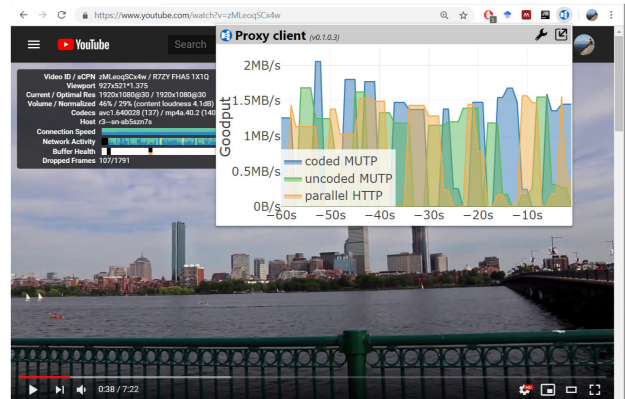 https://www.youtube.com/watch?v=zMLeoqSCx4w
YouTube
Search
Proxy client (v0.1.0.3)
Video ID / sCPN zMLeoqSCx4w / R7ZY FHA5 1X1Q
Viewport 927x521*1.375
Current / Optimal Res 1920x1080@30 / 1920x1080@30
Volume / Normalized 46% / 29% (content loudness 4.1dB)
Codecs avc1.640028 (137) / mp4a.40.2 (140
Host r3---sn-ab5szn7s
Connection Speed
Network Activity
Buffer Health
Dropped Frames 107/1791
Goodput
2MB/s
1.5MB/s
1MB/s
0.5MB/s
0B/s
coded MUTP
uncoded MUTP
parallel HTTP
−60s −50s −40s −30s −20s −10s
0:38 / 7:22
HD